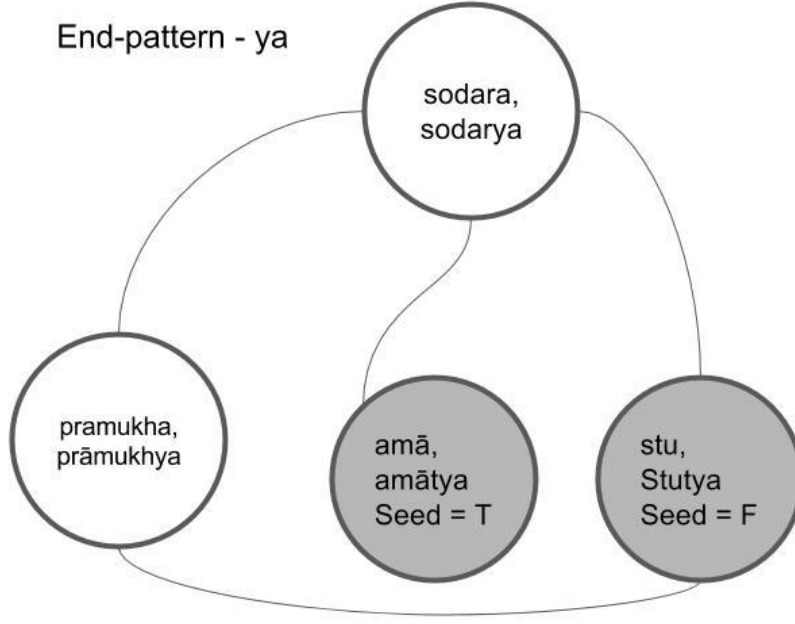 End-pattern - ya
sodara,
sodarya
pramukha,
prāmukhya
amā,
amātya
Seed = T
stu,
Stutya
Seed = F